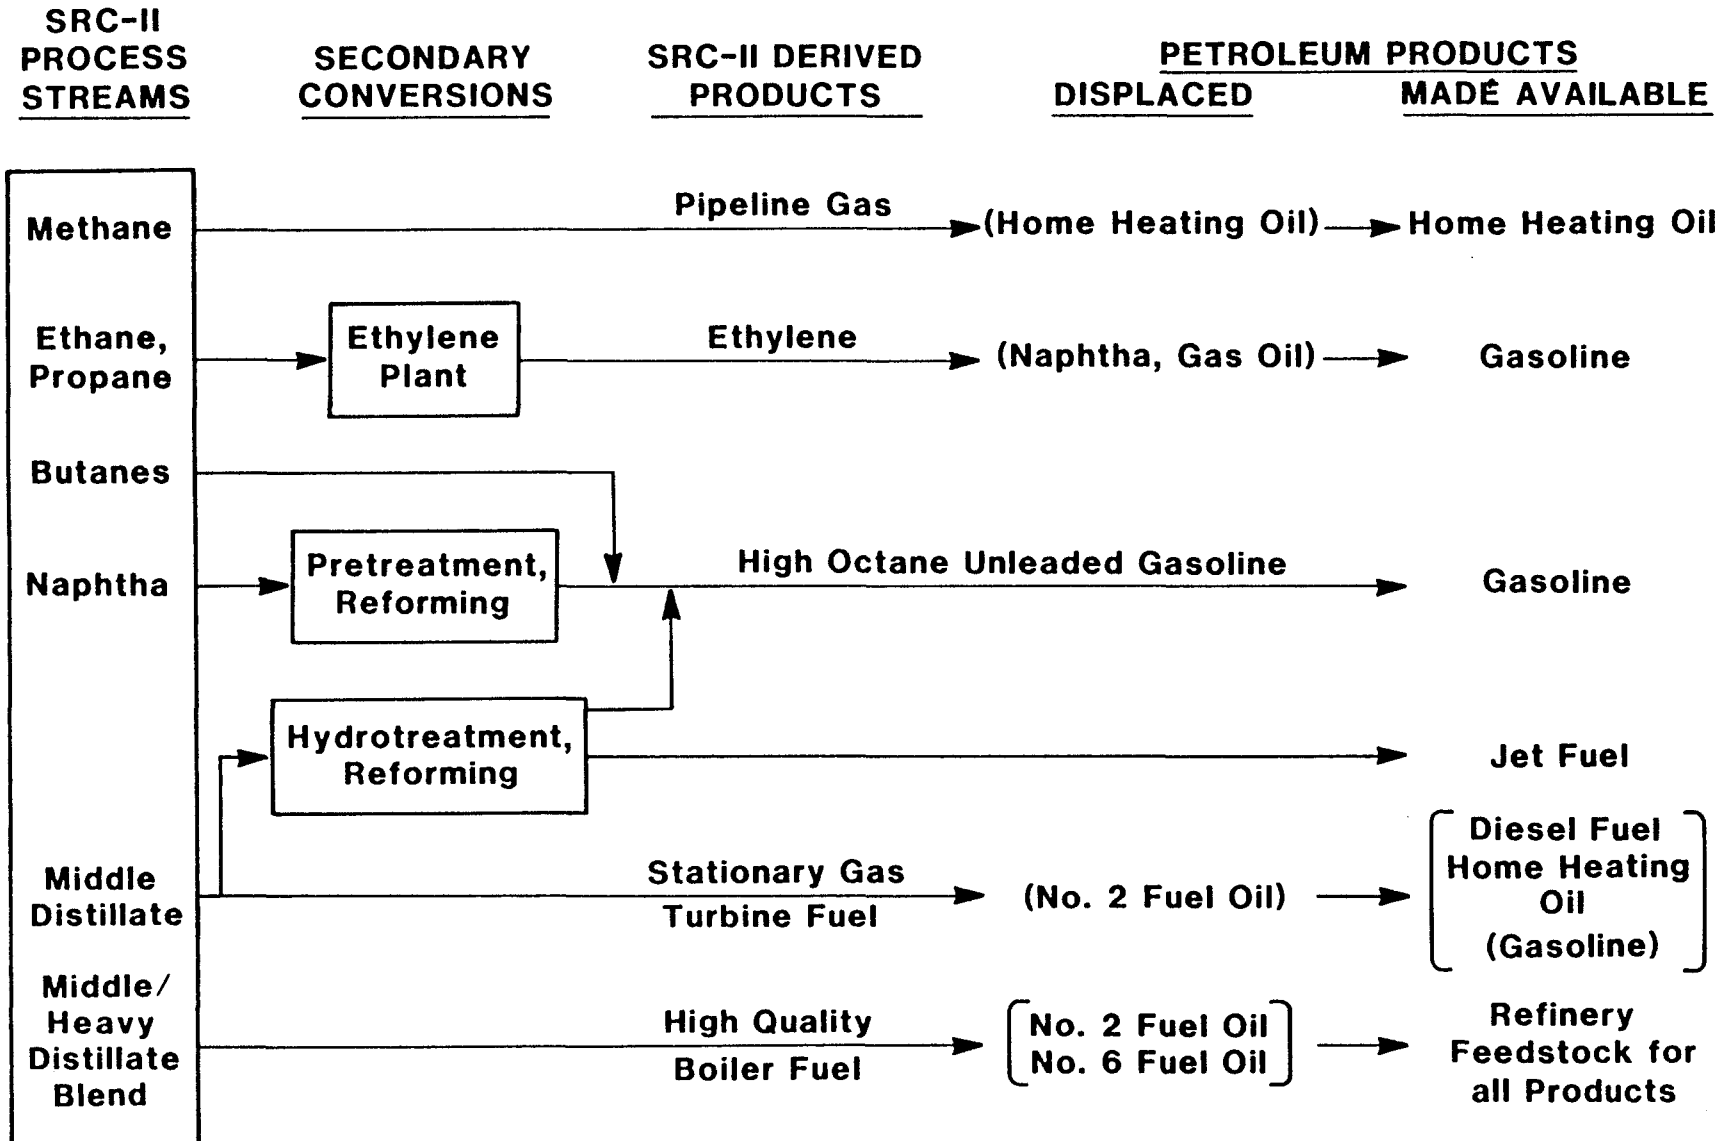 SRC-II
PROCESS
STREAMS
SECONDARY
CONVERSIONS
SRC-II DERIVED
PRODUCTS
PETROLEUM PRODUCTS
DISPLACED
MADE AVAILABLE
Methane
Pipeline Gas
(Home Heating Oil)
Home Heating Oil
Ethane,
Propane
Ethylene
Plant
Ethylene
(Naphtha, Gas Oil)
Gasoline
Butanes
Naphtha
Pretreatment,
Reforming
High Octane Unleaded Gasoline
Gasoline
Hydrotreatment,
Reforming
Jet Fuel
Middle
Distillate
Stationary Gas
Turbine Fuel
(No. 2 Fuel Oil)
Diesel Fuel
Home Heating
Oil
(Gasoline)
Middle/
Heavy
Distillate
Blend
High Quality
Boiler Fuel
No. 2 Fuel Oil
No. 6 Fuel Oil
Refinery
Feedstock for
all Products